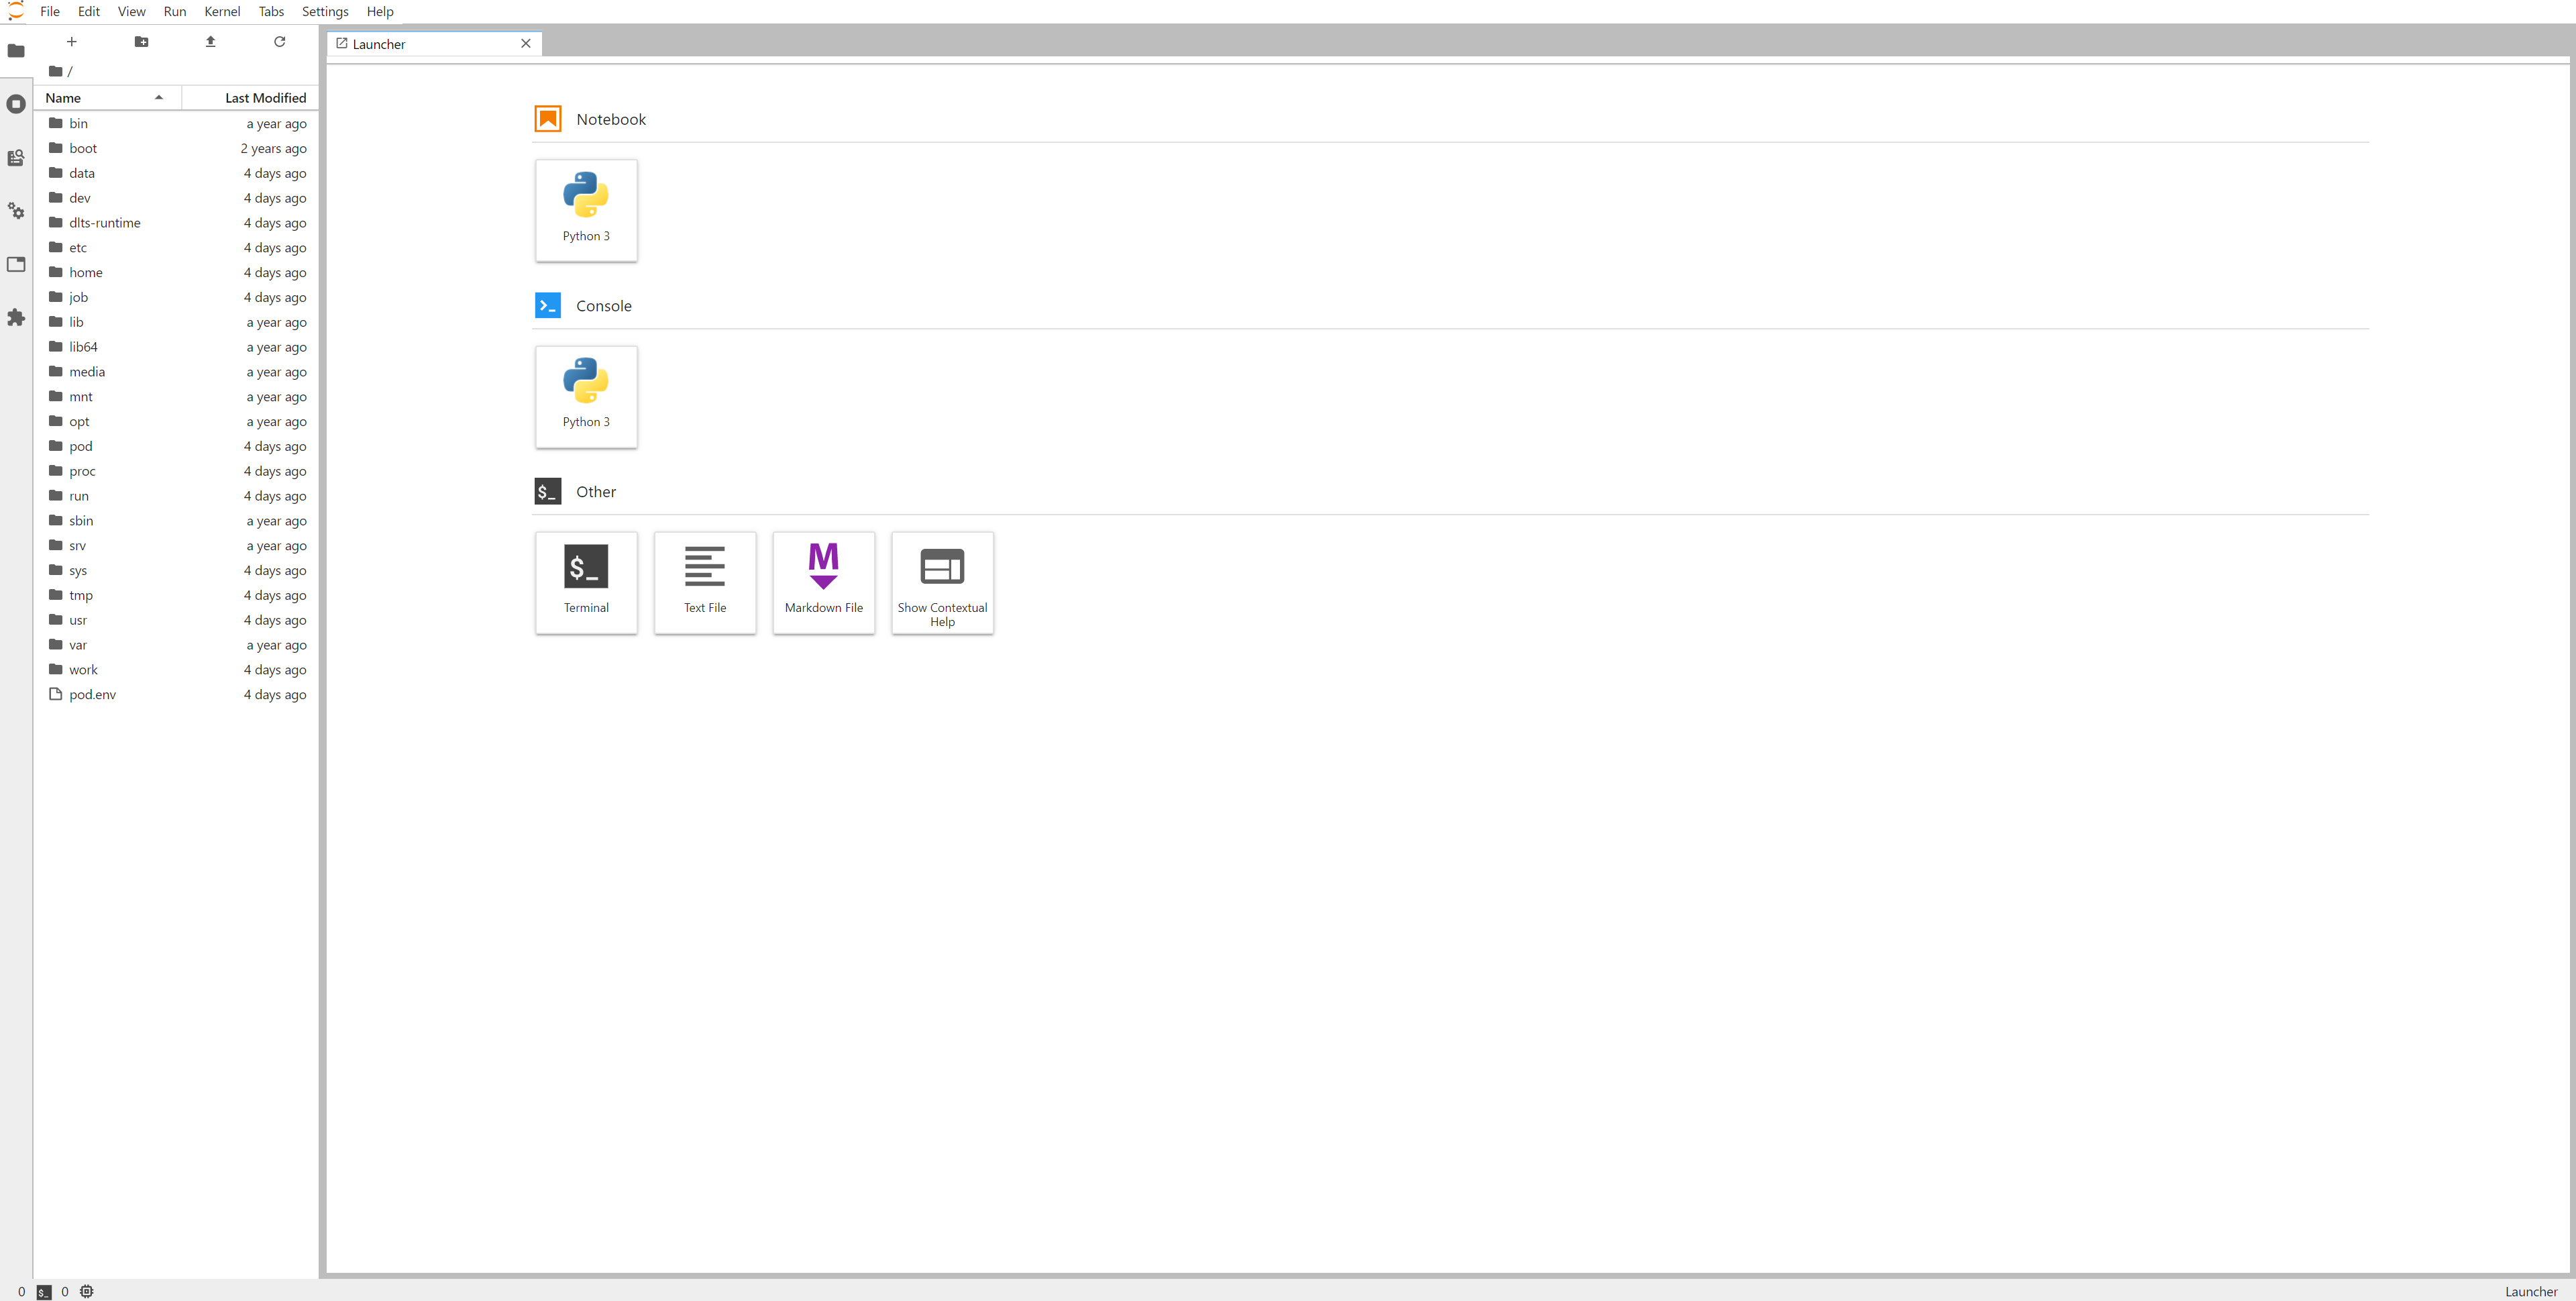 File Edit View Run Kernel Tabs Settings Help
Launcher
/
Name Last Modified
bin a year ago
boot 2 years ago
data 4 days ago
dev 4 days ago
dlts-runtime 4 days ago
etc 4 days ago
home 4 days ago
job 4 days ago
lib a year ago
lib64 a year ago
media a year ago
mnt a year ago
opt a year ago
pod 4 days ago
proc 4 days ago
run 4 days ago
sbin a year ago
srv a year ago
sys 4 days ago
tmp 4 days ago
usr 4 days ago
var a year ago
work 4 days ago
pod.env 4 days ago
Notebook
Python 3
Console
Python 3
$_ Other
$_
Terminal
Text File
M
Markdown File
Show Contextual
Help
0 $_ 0 Launcher